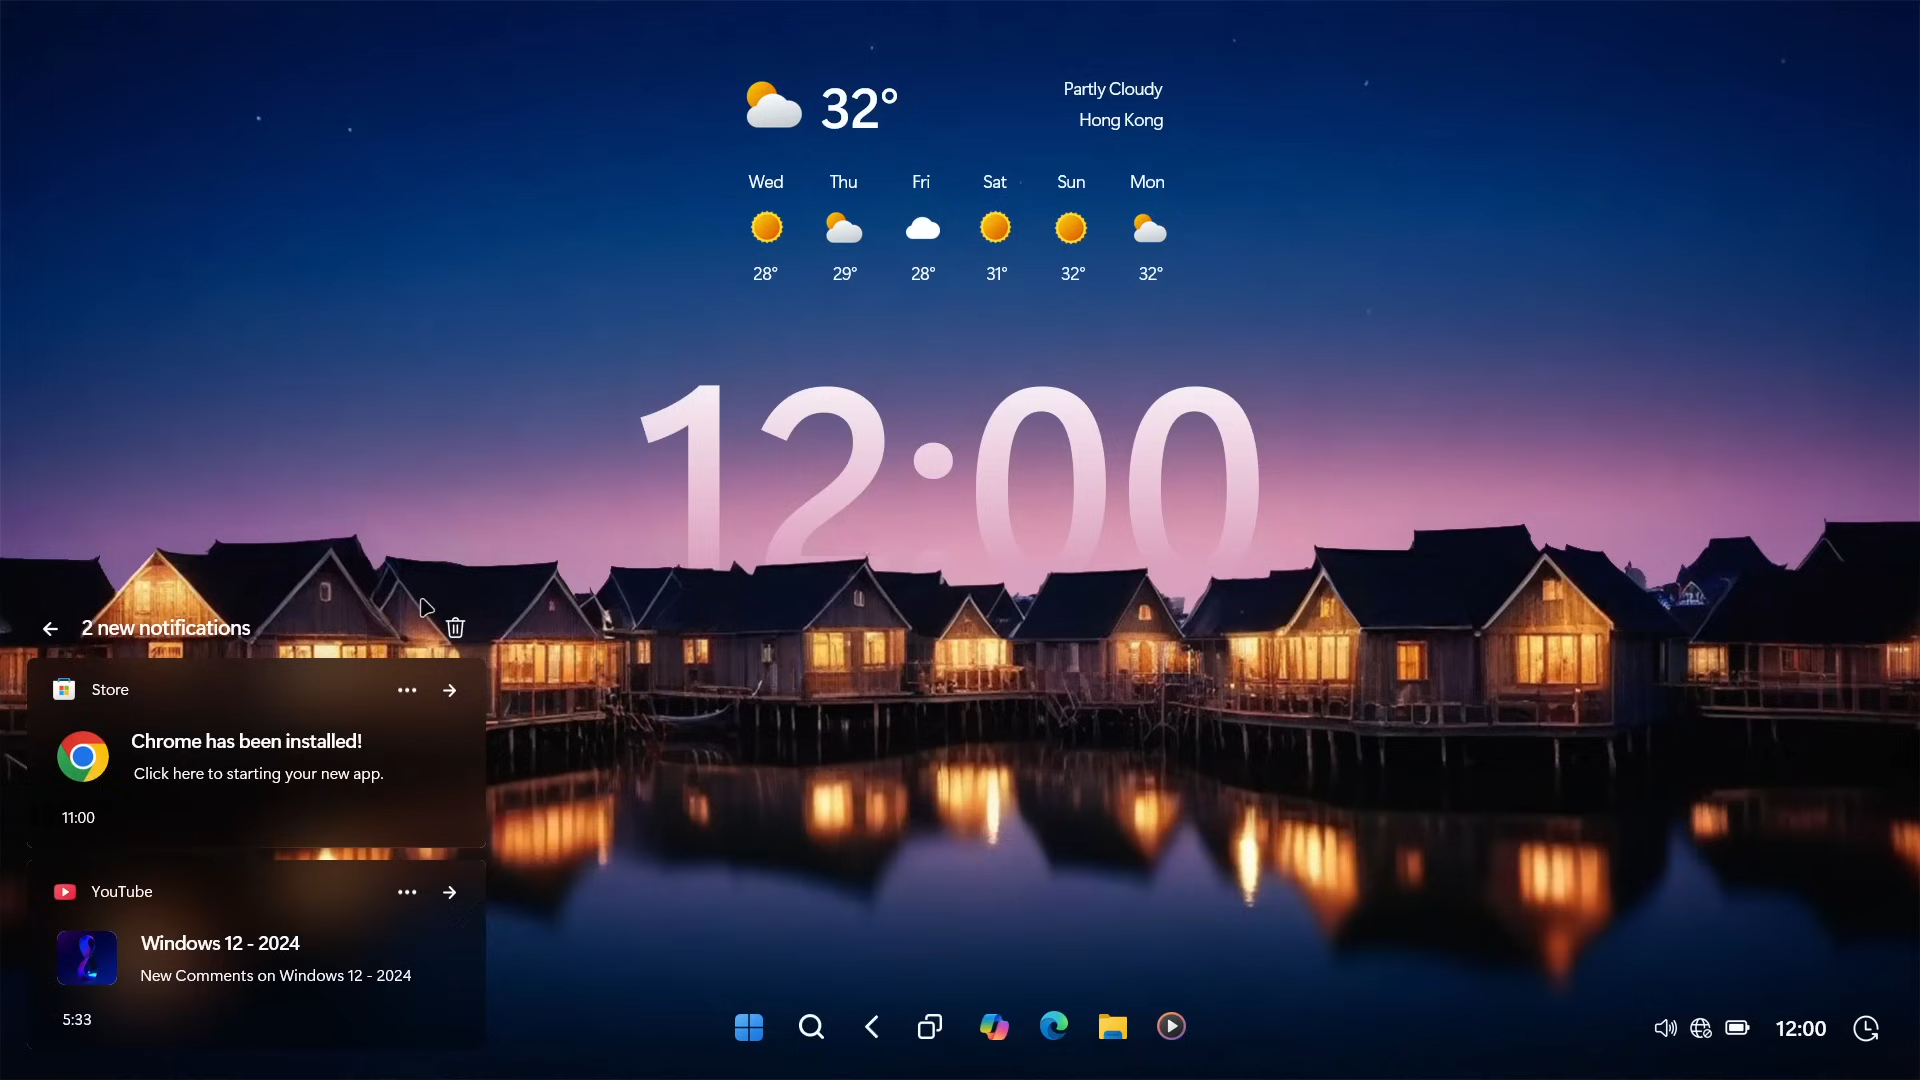 32°
Partly Cloudy
Hong Kong
Wed Thu Fri Sat Sun Mon
28° 29° 28° 31° 32° 32°
12:00
2 new notifications
Store
Chrome has been installed!
Click here to starting your new app.
11:00
YouTube
Windows 12 - 2024
New Comments on Windows 12 - 2024
5:33
12:00